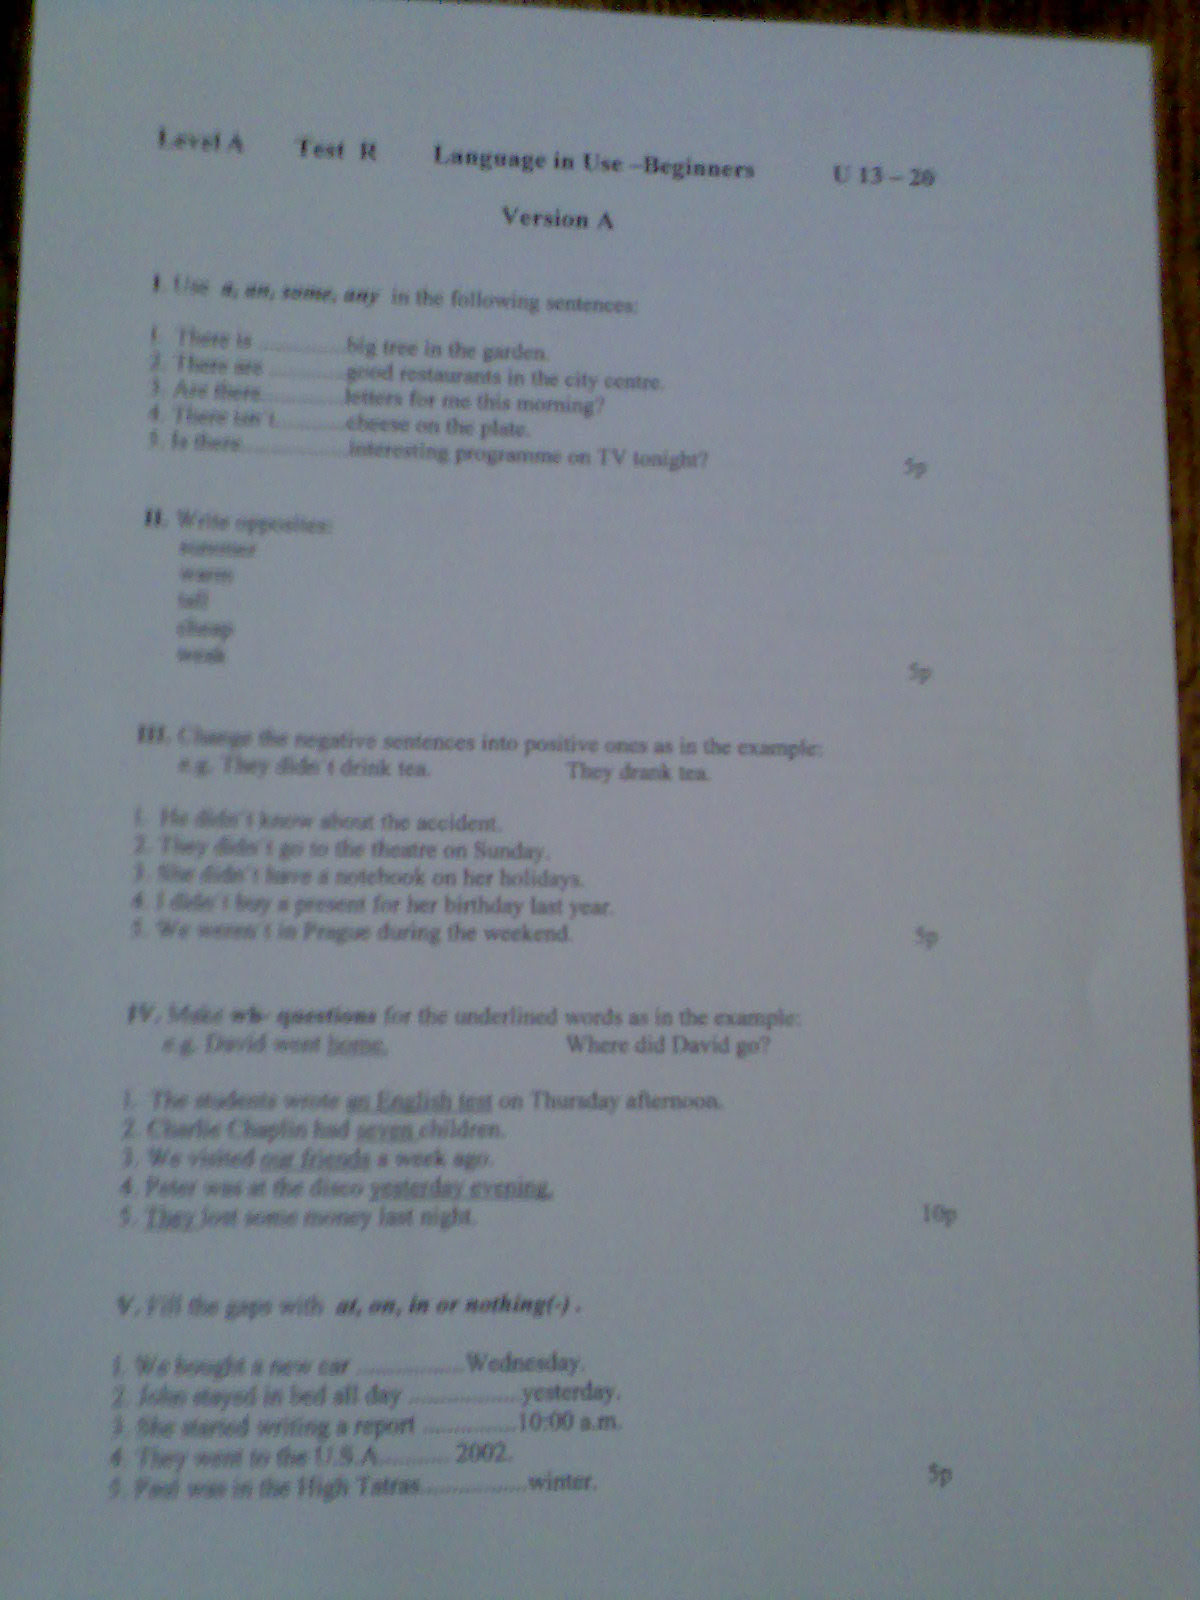 Level A Test R Language in Use –Beginners U 13 – 20
Version A
I. Use a, an, some, any in the following sentences:
1. There is ..............big tree in the garden.
2. There are .............good restaurants in the city centre.
3. Are there..............letters for me this morning?
4. There isn't............cheese on the plate.
5. Is there.................interesting programme on TV tonight? 5p
II. Write opposites:
summer
warm
tall
cheap
weak
5p
III. Change the negative sentences into positive ones as in the example:
e.g. They didn't drink tea. They drank tea.
1. He didn't know about the accident.
2. They didn't go to the theatre on Sunday.
3. She didn't have a notebook on her holidays.
4. I didn't buy a present for her birthday last year.
5. We weren't in Prague during the weekend. 5p
IV. Make wh- questions for the underlined words as in the example:
e.g. David went home. Where did David go?
1. The students wrote an English test on Thursday afternoon.
2. Charlie Chaplin had seven children.
3. We visited our friends a week ago.
4. Peter was at the disco yesterday evening.
5. They lost some money last night. 10p
V. Fill the gaps with at, on, in or nothing(-) .
1. We bought a new car .................Wednesday.
2. John stayed in bed all day ..................yesterday.
3. She started writing a report ...............10:00 a.m.
4. They went to the U.S.A........... 2002.
5. Paul was in the High Tatras.................winter. 5p